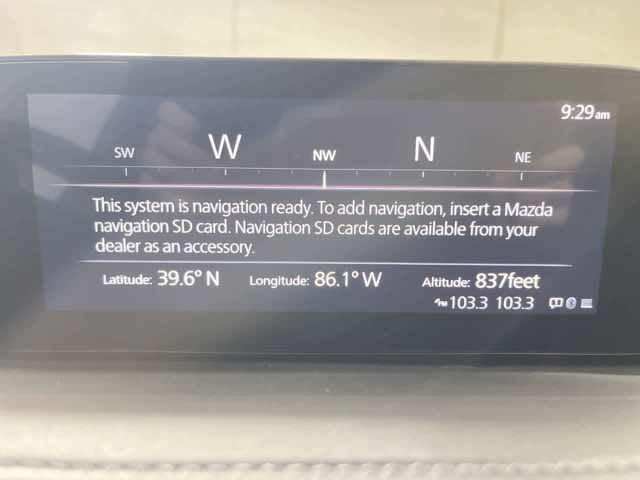 9:29am
SW W NW N NE
This system is navigation ready. To add navigation, insert a Mazda
navigation SD card. Navigation SD cards are available from your
dealer as an accessory.
Latitude: 39.6° N Longitude: 86.1° W Altitude: 837feet
FM 103.3 103.3